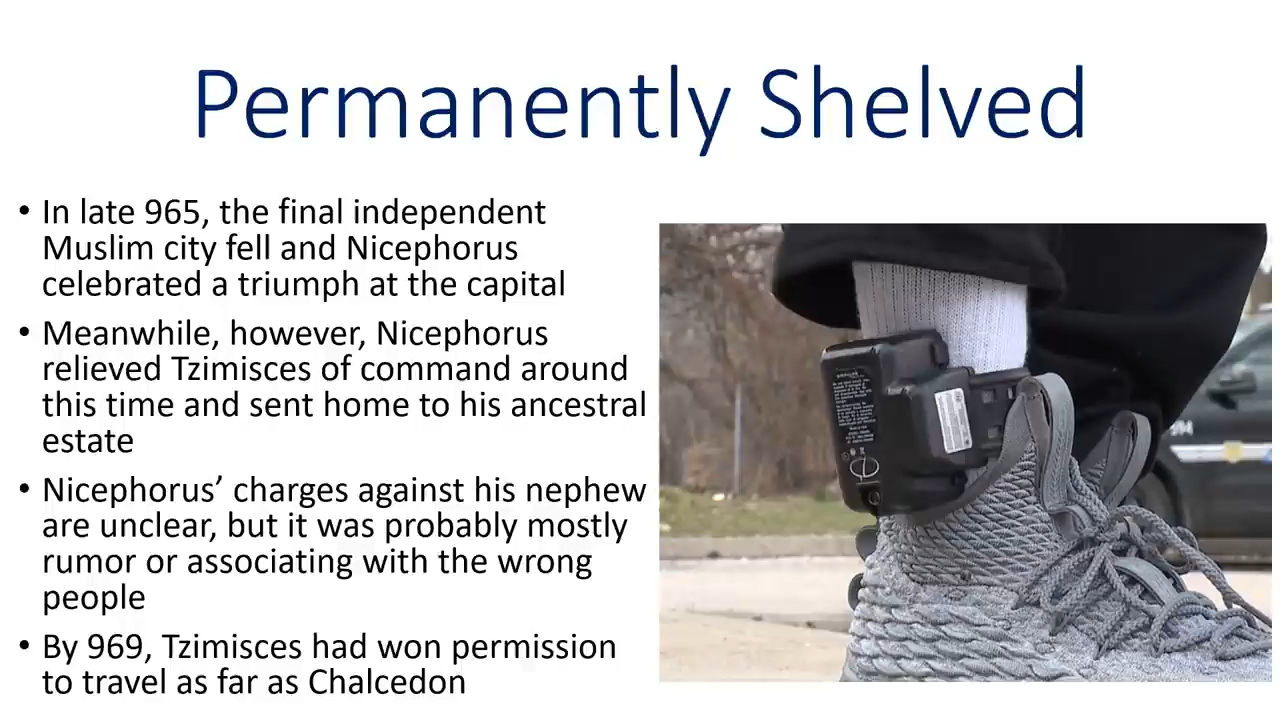 Permanently Shelved
• In late 965, the final independent
Muslim city fell and Nicephorus
celebrated a triumph at the capital
• Meanwhile, however, Nicephorus
relieved Tzimisces of command around
this time and sent home to his ancestral
estate
• Nicephorus’ charges against his nephew
are unclear, but it was probably mostly
rumor or associating with the wrong
people
• By 969, Tzimisces had won permission
to travel as far as Chalcedon